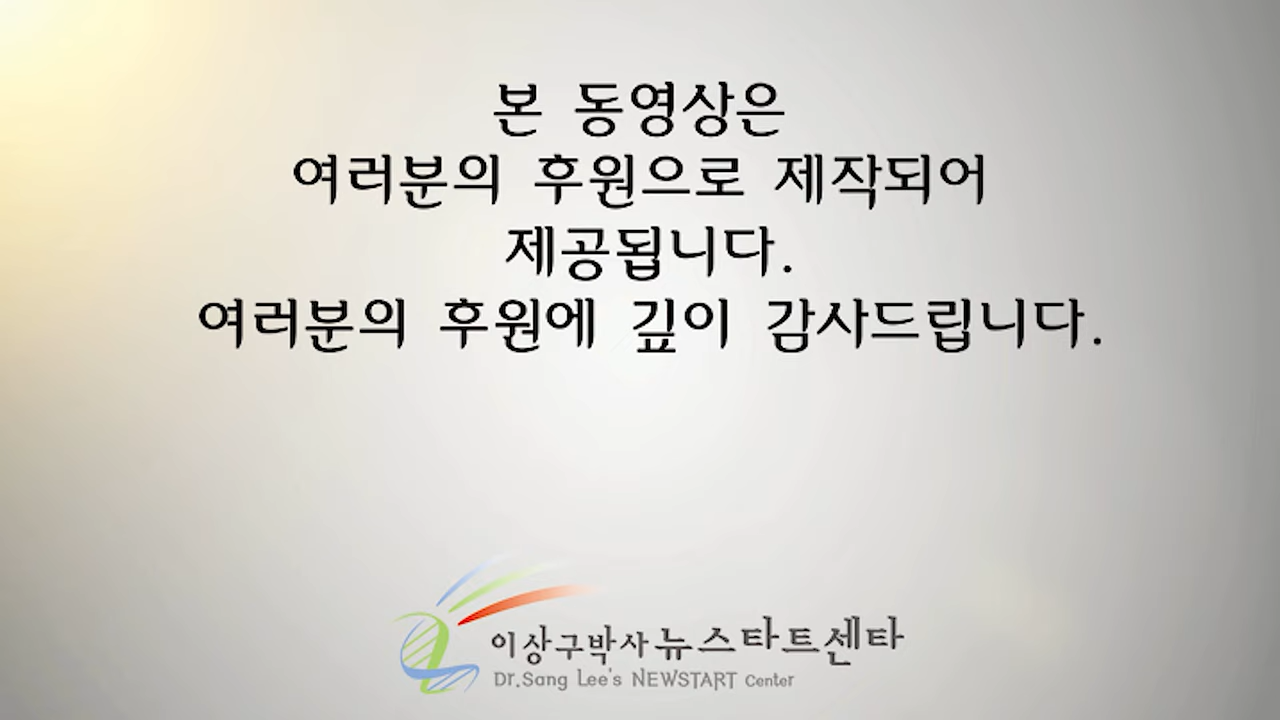 본 동영상은
여러분의 후원으로 제작되어
제공됩니다.
여러분의 후원에 깊이 감사드립니다.
이상구박사 뉴스타트센타
Dr.Sang Lee's NEWSTART Center